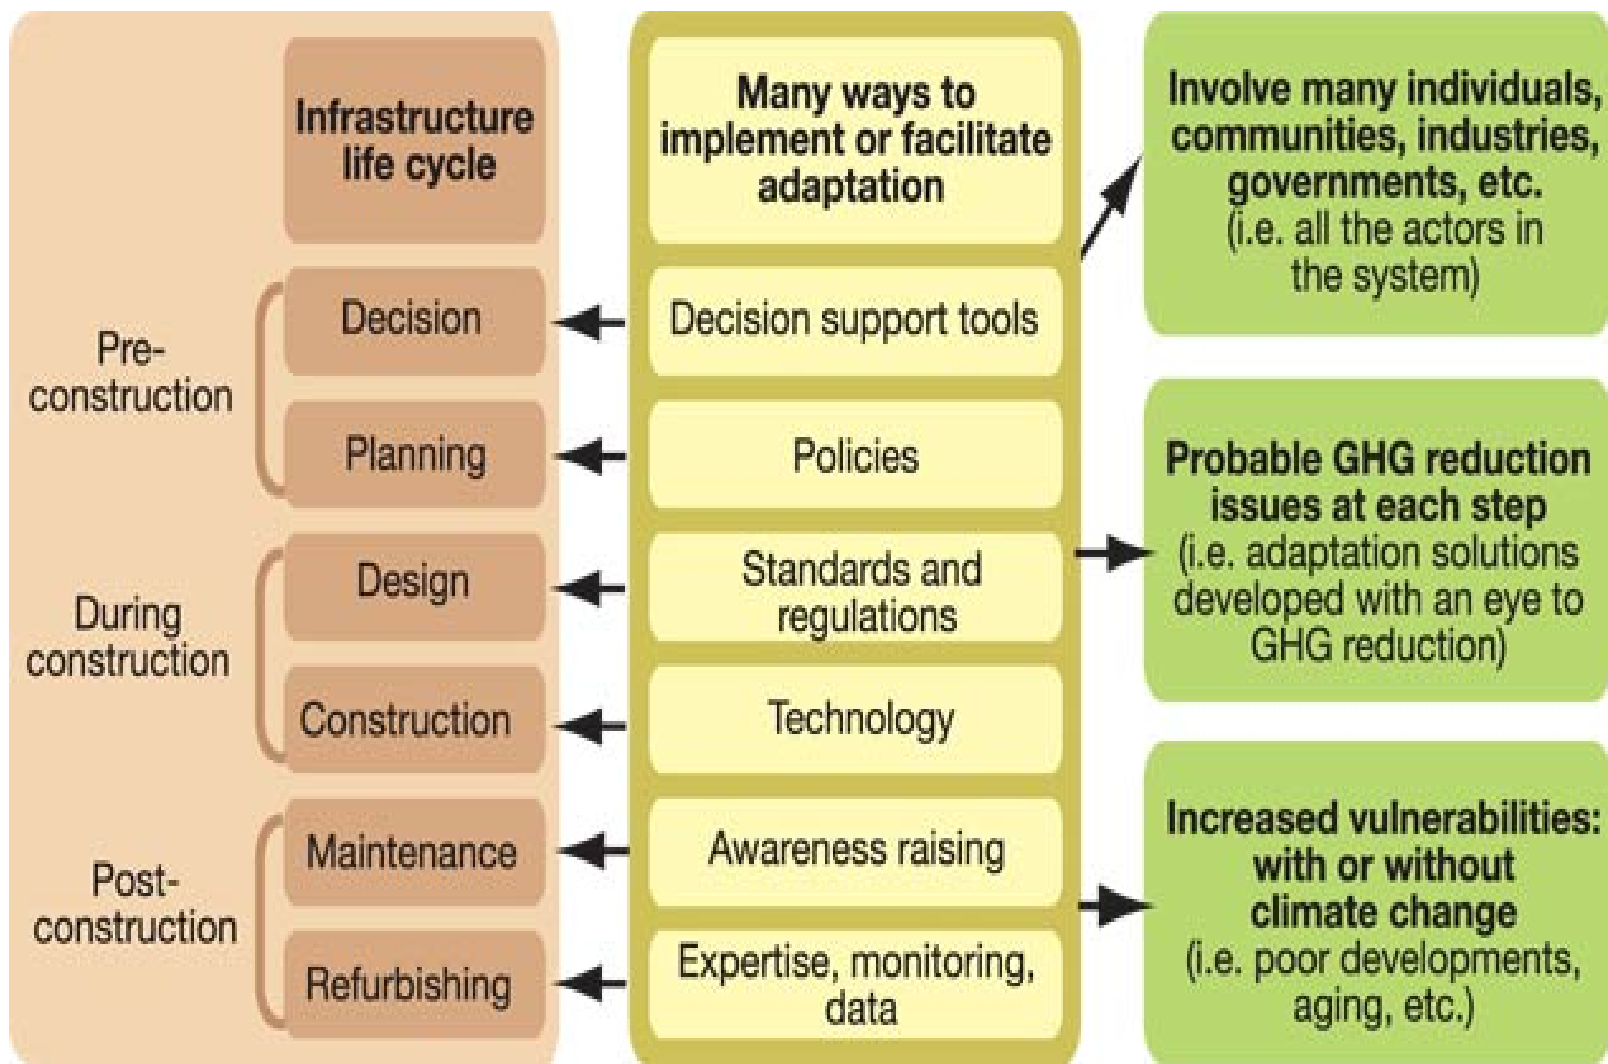 Infrastructure
life cycle
Pre-
construction
Decision
Planning
During
construction
Design
Construction
Post-
construction
Maintenance
Refurbishing
Many ways to
implement or facilitate
adaptation
Decision support tools
Policies
Standards and
regulations
Technology
Awareness raising
Expertise, monitoring,
data
Involve many individuals,
communities, industries,
governments, etc.
(i.e. all the actors in
the system)
Probable GHG reduction
issues at each step
(i.e. adaptation solutions
developed with an eye to
GHG reduction)
Increased vulnerabilities:
with or without
climate change
(i.e. poor developments,
aging, etc.)